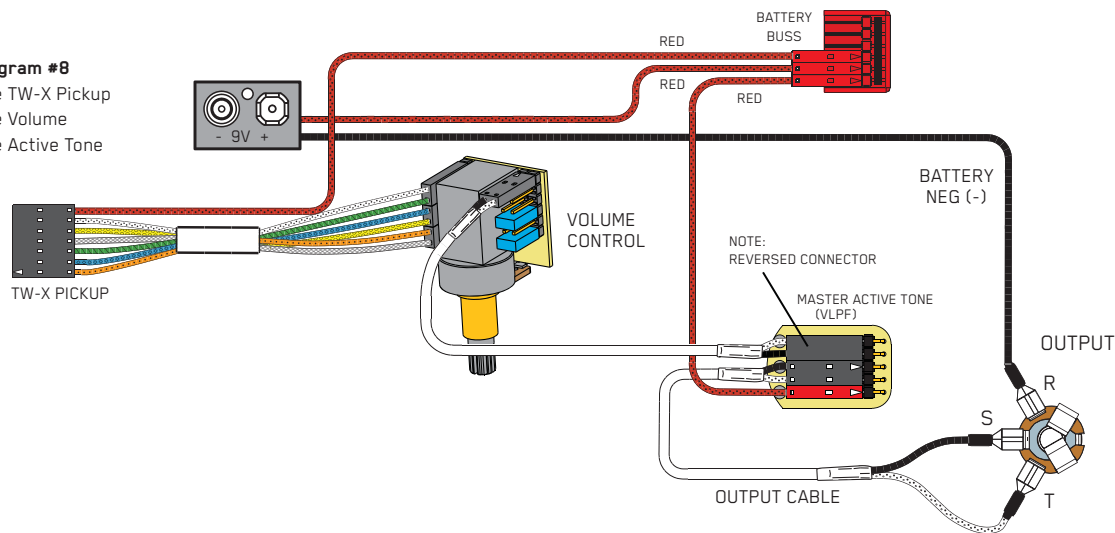 gram #8
TW-X Pickup
Volume
Active Tone
- 9V +
RED
RED
RED
BATTERY
BUSS
BATTERY
NEG (-)
VOLUME
CONTROL
NOTE:
REVERSED CONNECTOR
TW-X PICKUP
MASTER ACTIVE TONE
(VLPF)
OUTPUT
R
S
T
OUTPUT CABLE